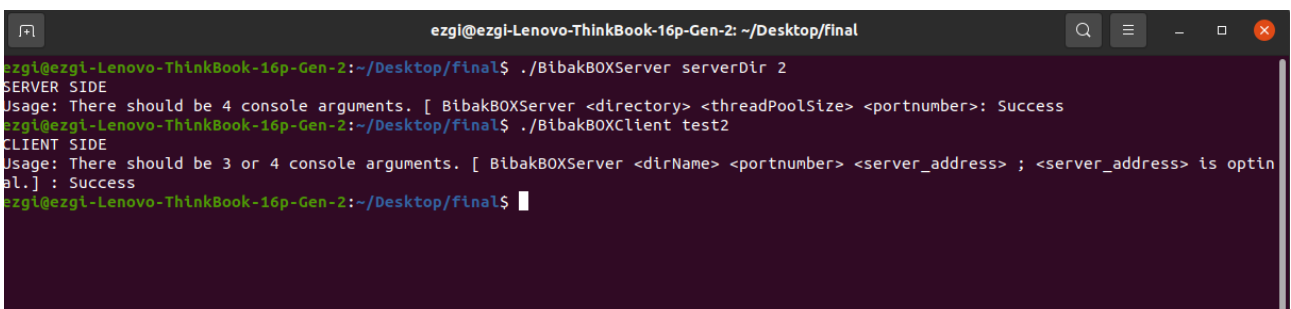 ezgi@ezgi-Lenovo-ThinkBook-16p-Gen-2: ~/Desktop/final
ezgi@ezgi-Lenovo-ThinkBook-16p-Gen-2:~/Desktop/final$ ./BibakBOXServer serverDir 2
SERVER SIDE
Usage: There should be 4 console arguments. [ BibakBOXServer <directory> <threadPoolSize> <portnumber>: Success
ezgi@ezgi-Lenovo-ThinkBook-16p-Gen-2:~/Desktop/final$ ./BibakBOXClient test2
CLIENT SIDE
Usage: There should be 3 or 4 console arguments. [ BibakBOXServer <dirName> <portnumber> <server_address> ; <server_address> is optin
al.] : Success
ezgi@ezgi-Lenovo-ThinkBook-16p-Gen-2:~/Desktop/final$